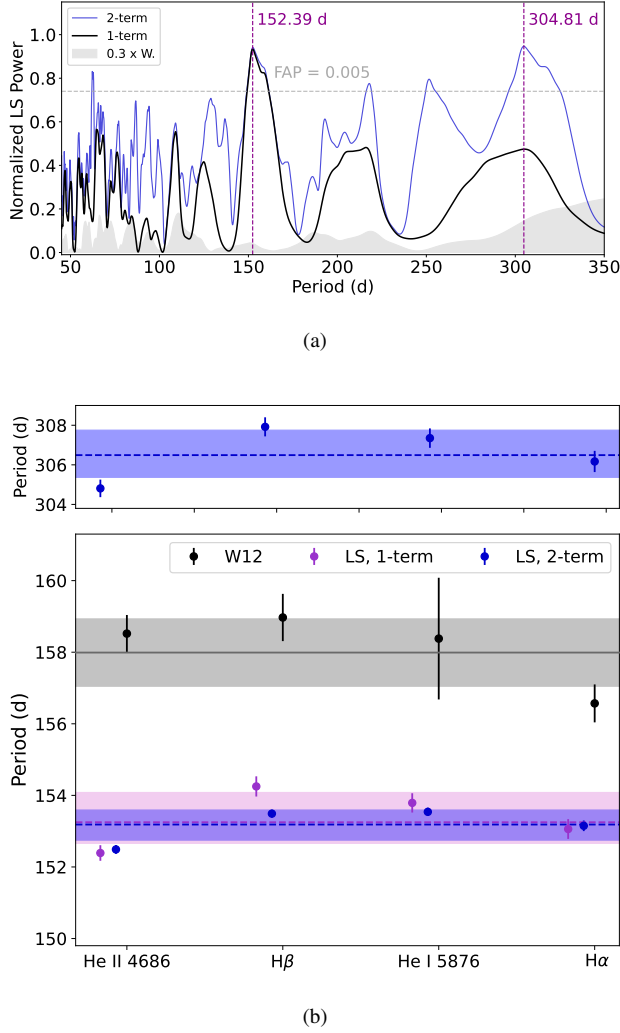 152.39 d
304.81 d
2-term
1-term
0.3 x W.
FAP = 0.005
Normalized LS Power
1.0
0.8
0.6
0.4
0.2
0.0
50
100
150
200
250
300
350
Period (d)
(a)
Period (d)
308
306
304
W12
LS, 1-term
LS, 2-term
Period (d)
160
158
156
154
152
150
He II 4686
Hβ
He I 5876
Hα
(b)